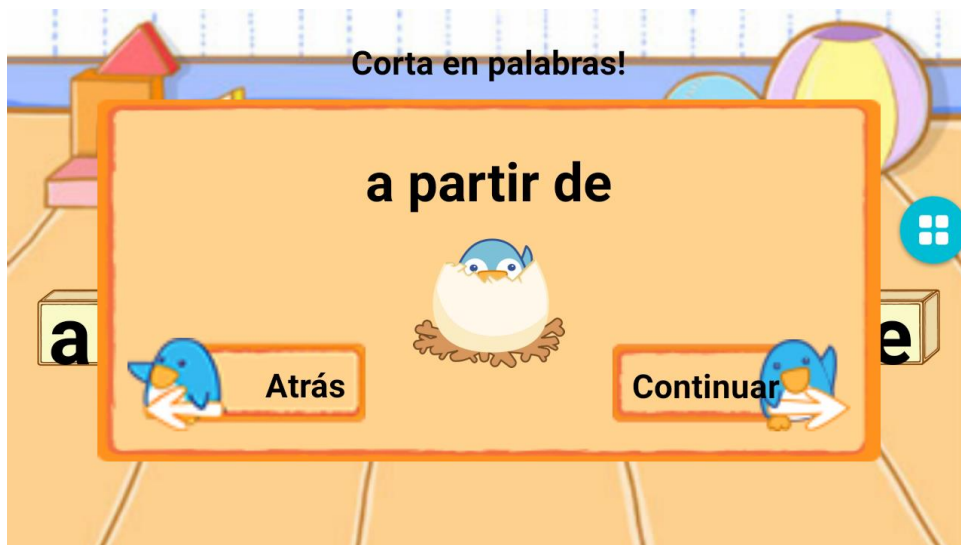 Corta en palabras!
a partir de
a e
Atrás
Continuar